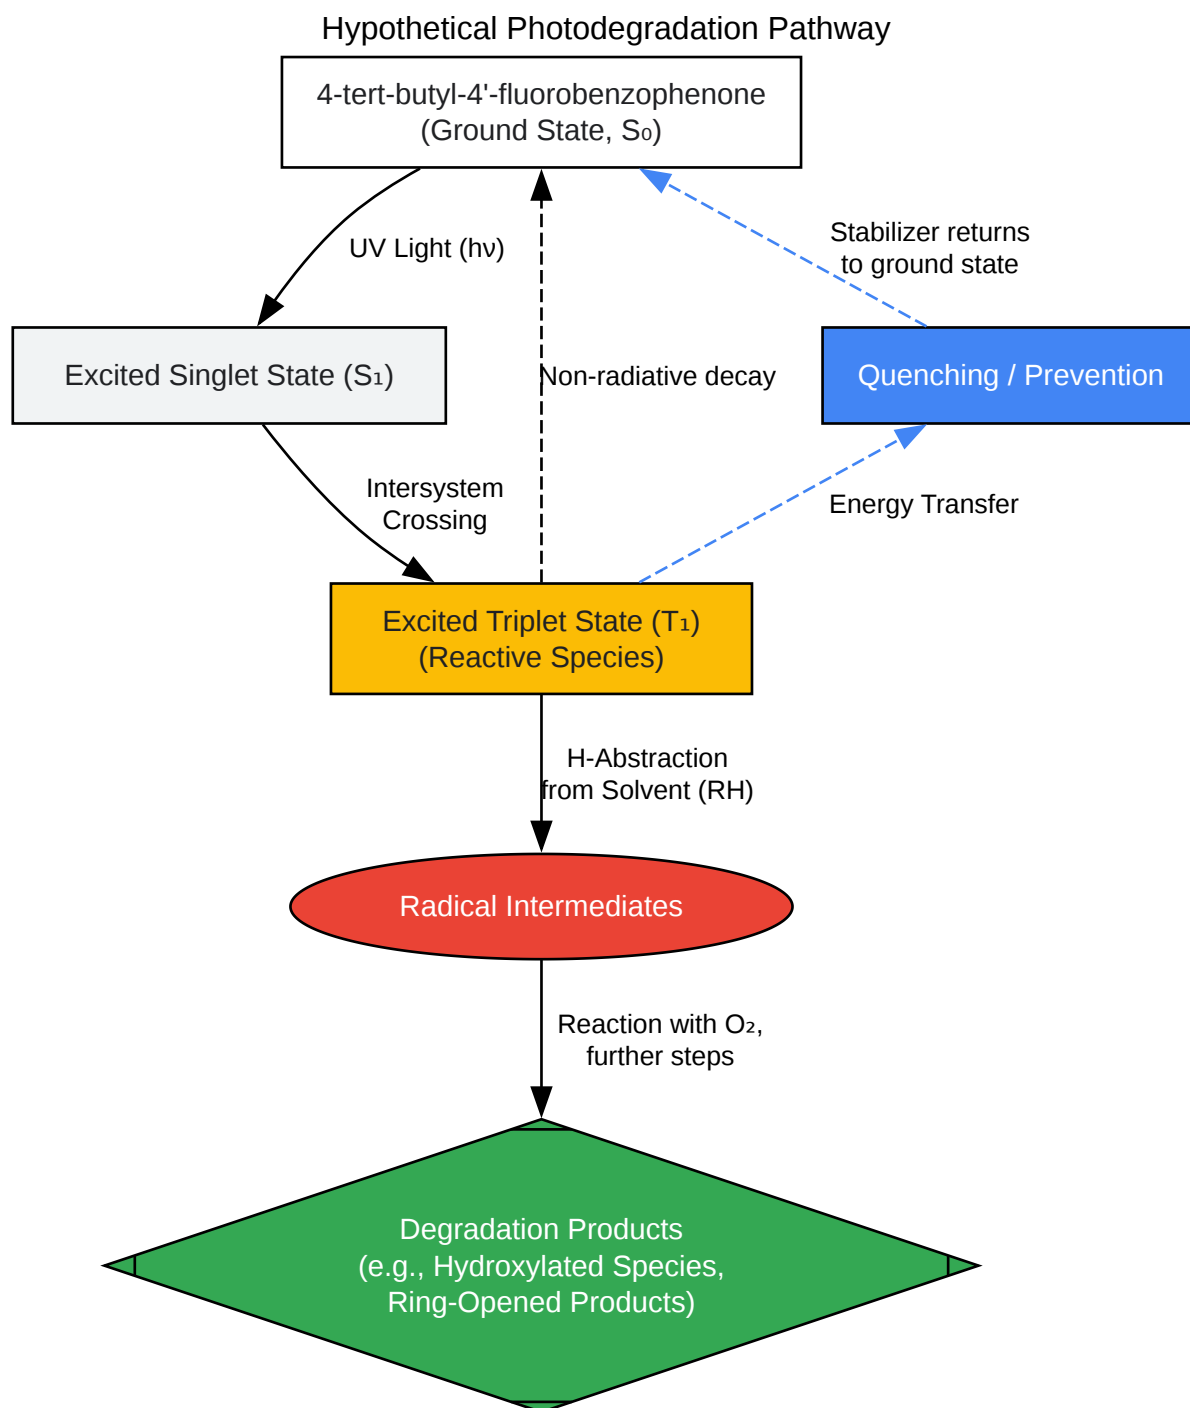 Hypothetical Photodegradation Pathway
4-tert-butyl-4'-fluorobenzophenone
(Ground State, S₀)
UV Light (hν)
Stabilizer returns
to ground state
Excited Singlet State (S₁)
Non-radiative decay
Quenching / Prevention
Intersystem
Crossing
Energy Transfer
Excited Triplet State (T₁)
(Reactive Species)
H-Abstraction
from Solvent (RH)
Radical Intermediates
Reaction with O₂,
further steps
Degradation Products
(e.g., Hydroxylated Species,
Ring-Opened Products)